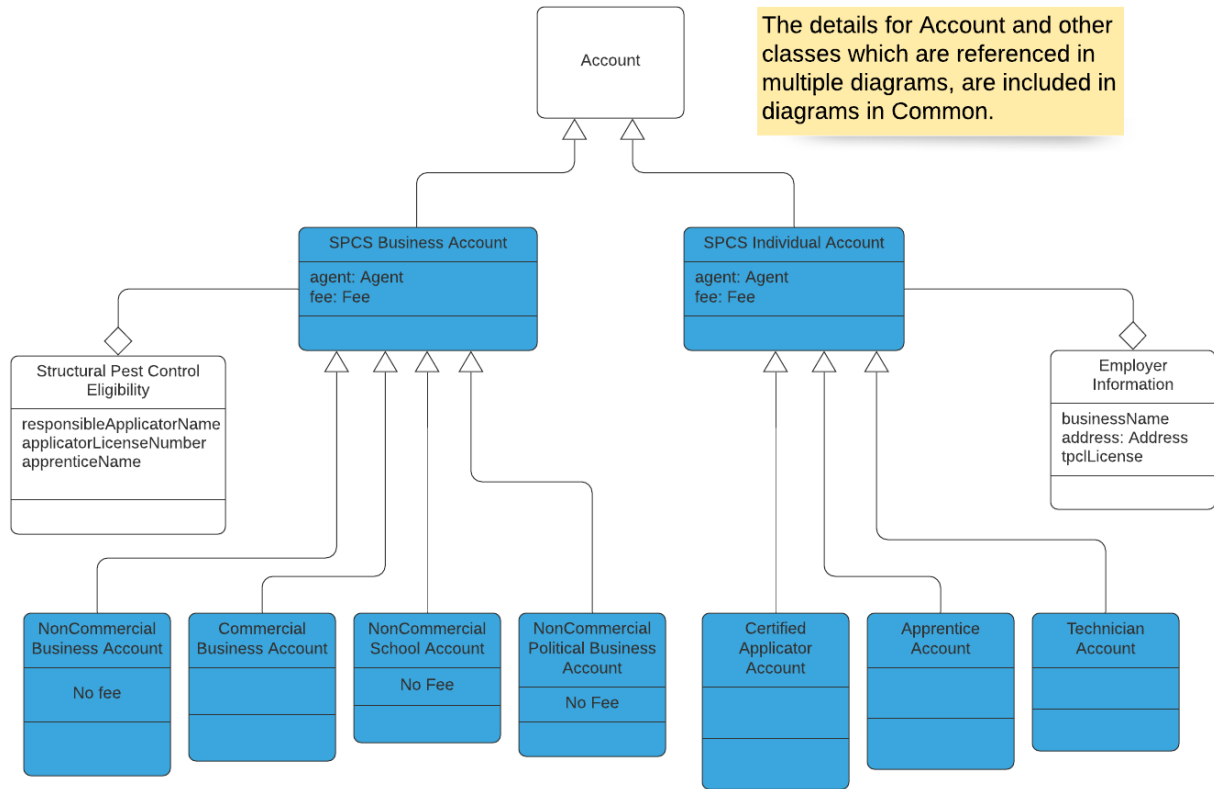 Account
The details for Account and other
classes which are referenced in
multiple diagrams, are included in
diagrams in Common.
SPCS Business Account
agent: Agent
fee: Fee
SPCS Individual Account
agent: Agent
fee: Fee
Structural Pest Control
Eligibility
responsibleApplicatorName
applicatorLicenseNumber
apprenticeName
Employer
Information
businessName
address: Address
tpclLicense
NonCommercial
Business Account
No fee
Commercial
Business Account
NonCommercial
School Account
No Fee
NonCommercial
Political Business
Account
No Fee
Certified
Applicator
Account
Apprentice
Account
Technician
Account